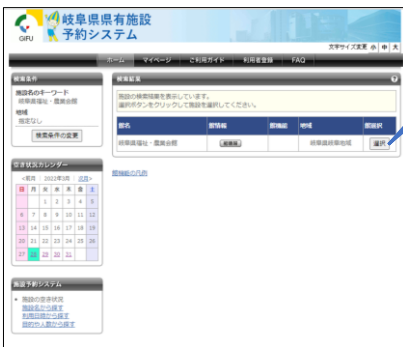 GIFU
岐阜県県有施設
予約システム
文字サイズ変更 小 中 大
ホーム マイページ ご利用ガイド 利用者登録 FAQ
検索条件
施設名のキーワード
岐阜県福祉・農業会館
地域
指定なし
検索条件の変更
空き状況カレンダー
<前月 2022年3月 次月>
日 月 火 水 木 金 土
1 2 3 4 5
6 7 8 9 10 11 12
13 14 15 16 17 18 19
20 21 22 23 24 25 26
27 28 29 30 31
施設予約システム
施設の空き状況
施設名から探す
利用日時から探す
目的や人数から探す
検索結果
施設の検索結果を表示しています。
選択ボタンをクリックして施設を選択してください。
館名 館情報 館機能 地域 館選択
岐阜県福祉・農業会館 岐阜県岐阜地域 選択
館機能の凡例